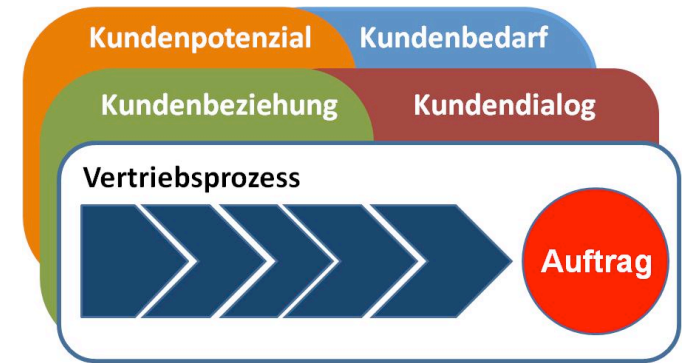 Kundenpotenzial
Kundenbedarf
Kundenbeziehung
Kundendialog
Vertriebsprozess
Auftrag